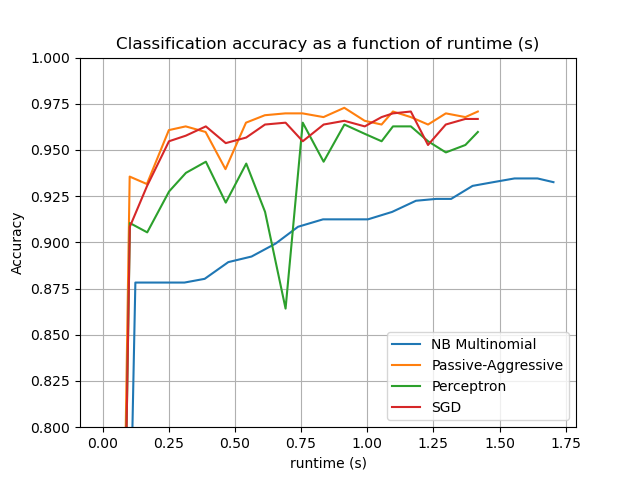 Classification accuracy as a function of runtime (s)
1.000
0.975
0.950
0.925
0.900
0.875
0.850
0.825
0.800
Accuracy
0.00 0.25 0.50 0.75 1.00 1.25 1.50 1.75
runtime (s)
NB Multinomial
Passive-Aggressive
Perceptron
SGD